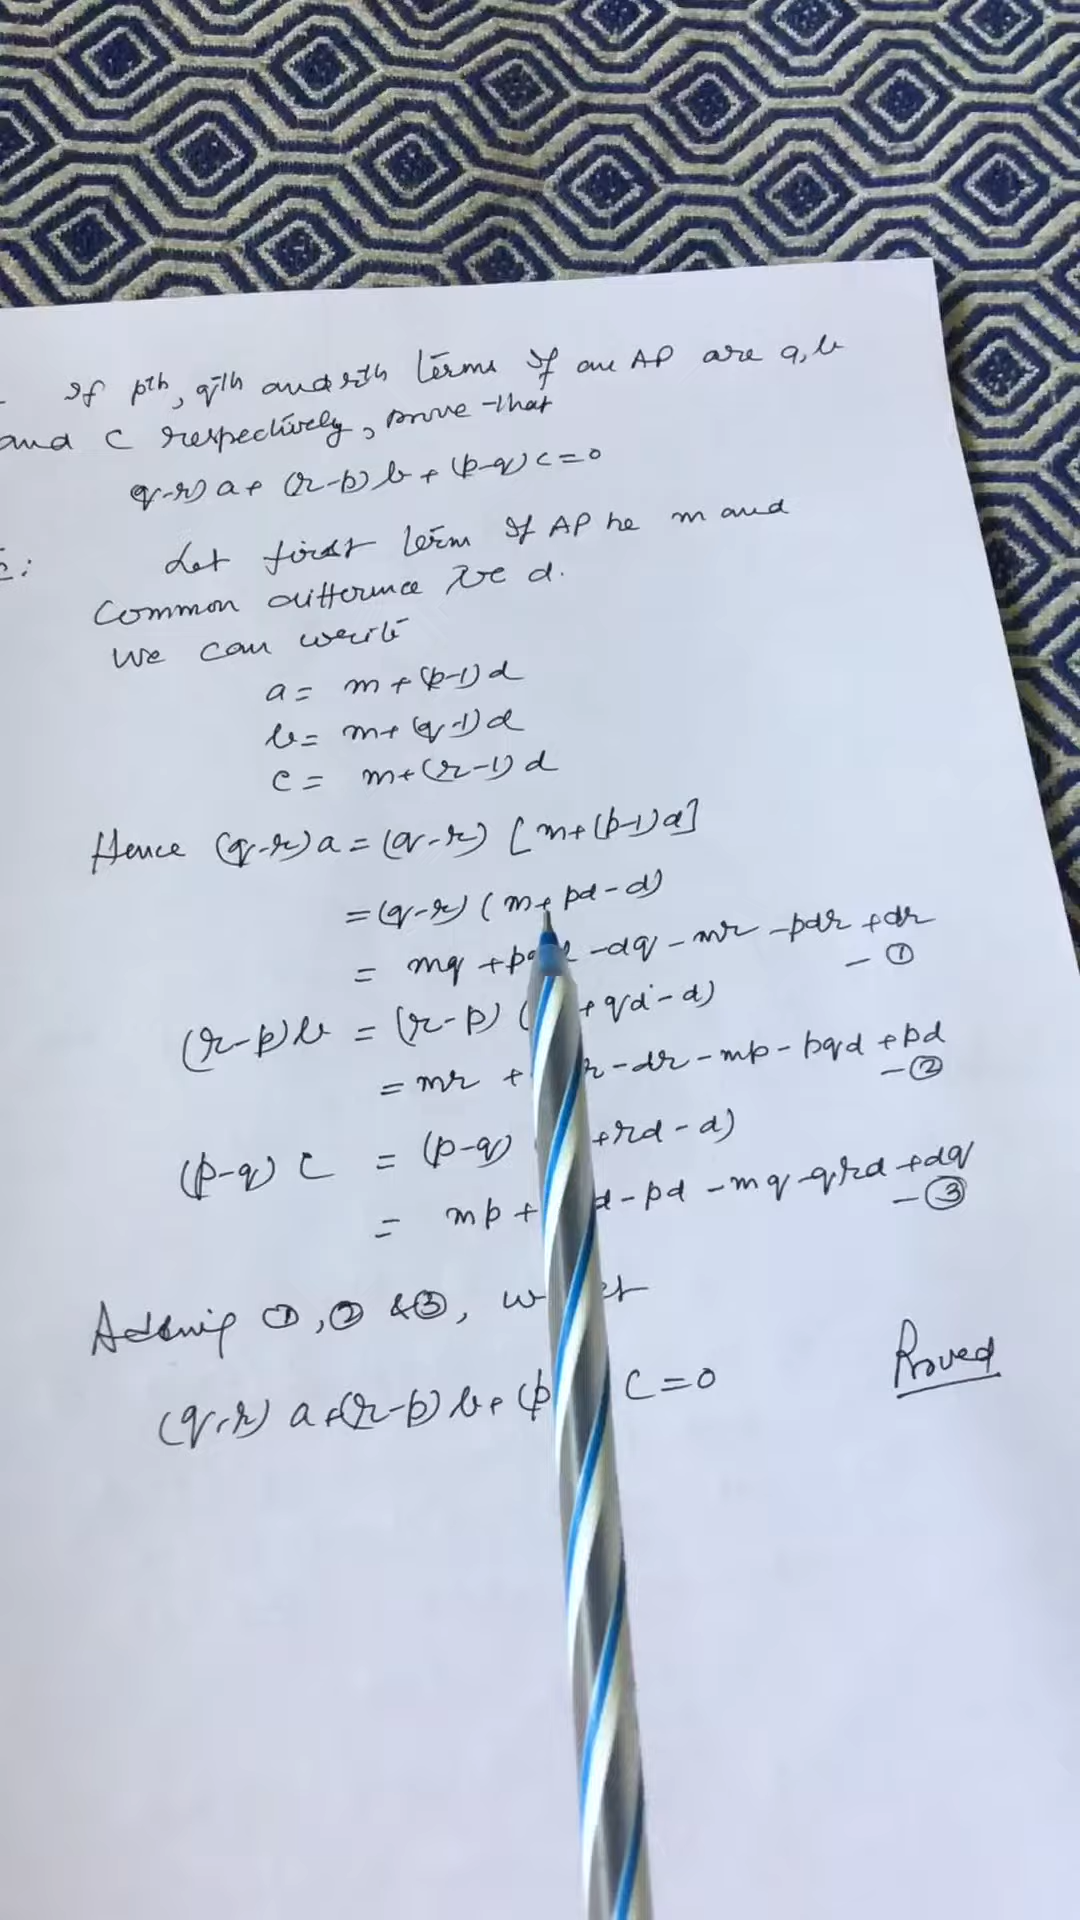 If pth, qth and rth terms of an AP are a, b
and c respectively, prove that
q-r) a + (r-p) b + (p-q) c = 0
Let first term of AP be m and
Common difference be d.
We can write
a = m + (p-1) d
b = m + (q-1) d
c = m + (r-1) d
Hence (q-r) a = (q-r) [m + (p-1) d]
= (q-r) (m + pd - d)
= mq + pq - dq - mr - pdr + dr - ①
(r-p) b = (r-p) ( + qd - d)
= mr + r - dr - mp - pqd + pd - ②
(p-q) c = (p-q) + rd - d)
= mp + d - pd - mq - qrd + dq - ③
Adding ①, ② & ③,
(q-r) a + (r-p) b + (p c = 0
Proved